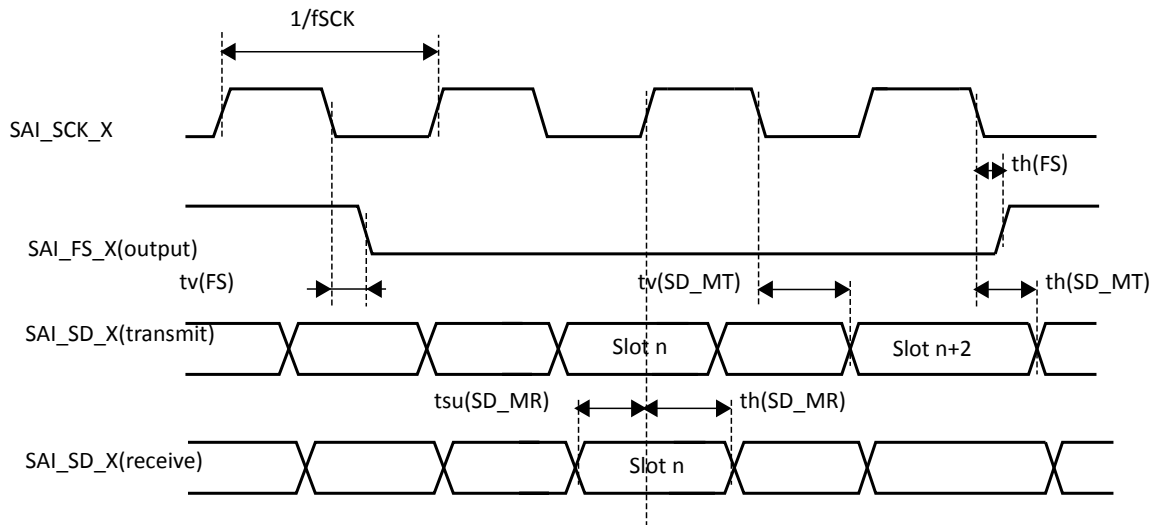 1/fSCK
SAI_SCK_X
th(FS)
SAI_FS_X(output)
tv(FS)
tv(SD_MT)
th(SD_MT)
SAI_SD_X(transmit)
Slot n
Slot n+2
tsu(SD_MR)
th(SD_MR)
SAI_SD_X(receive)
Slot n